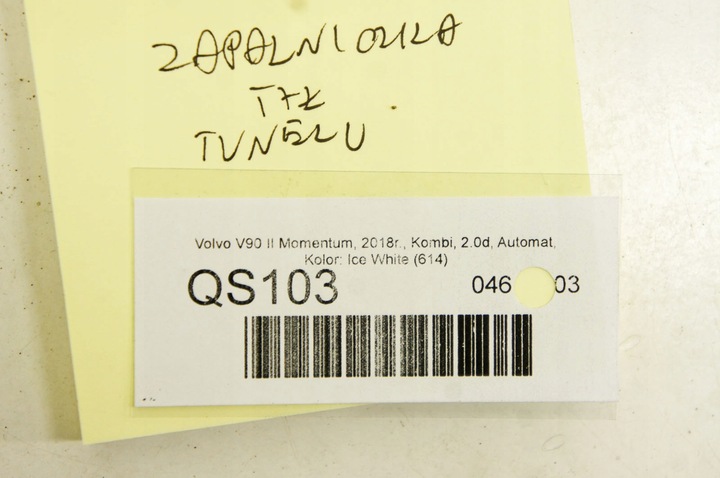 ZAPALNICZKA
TYŁ
TUNELU
Volvo V90 II Momentum, 2018r., Kombi, 2.0d, Automat,
Kolor: Ice White (614)
QS103 046 03